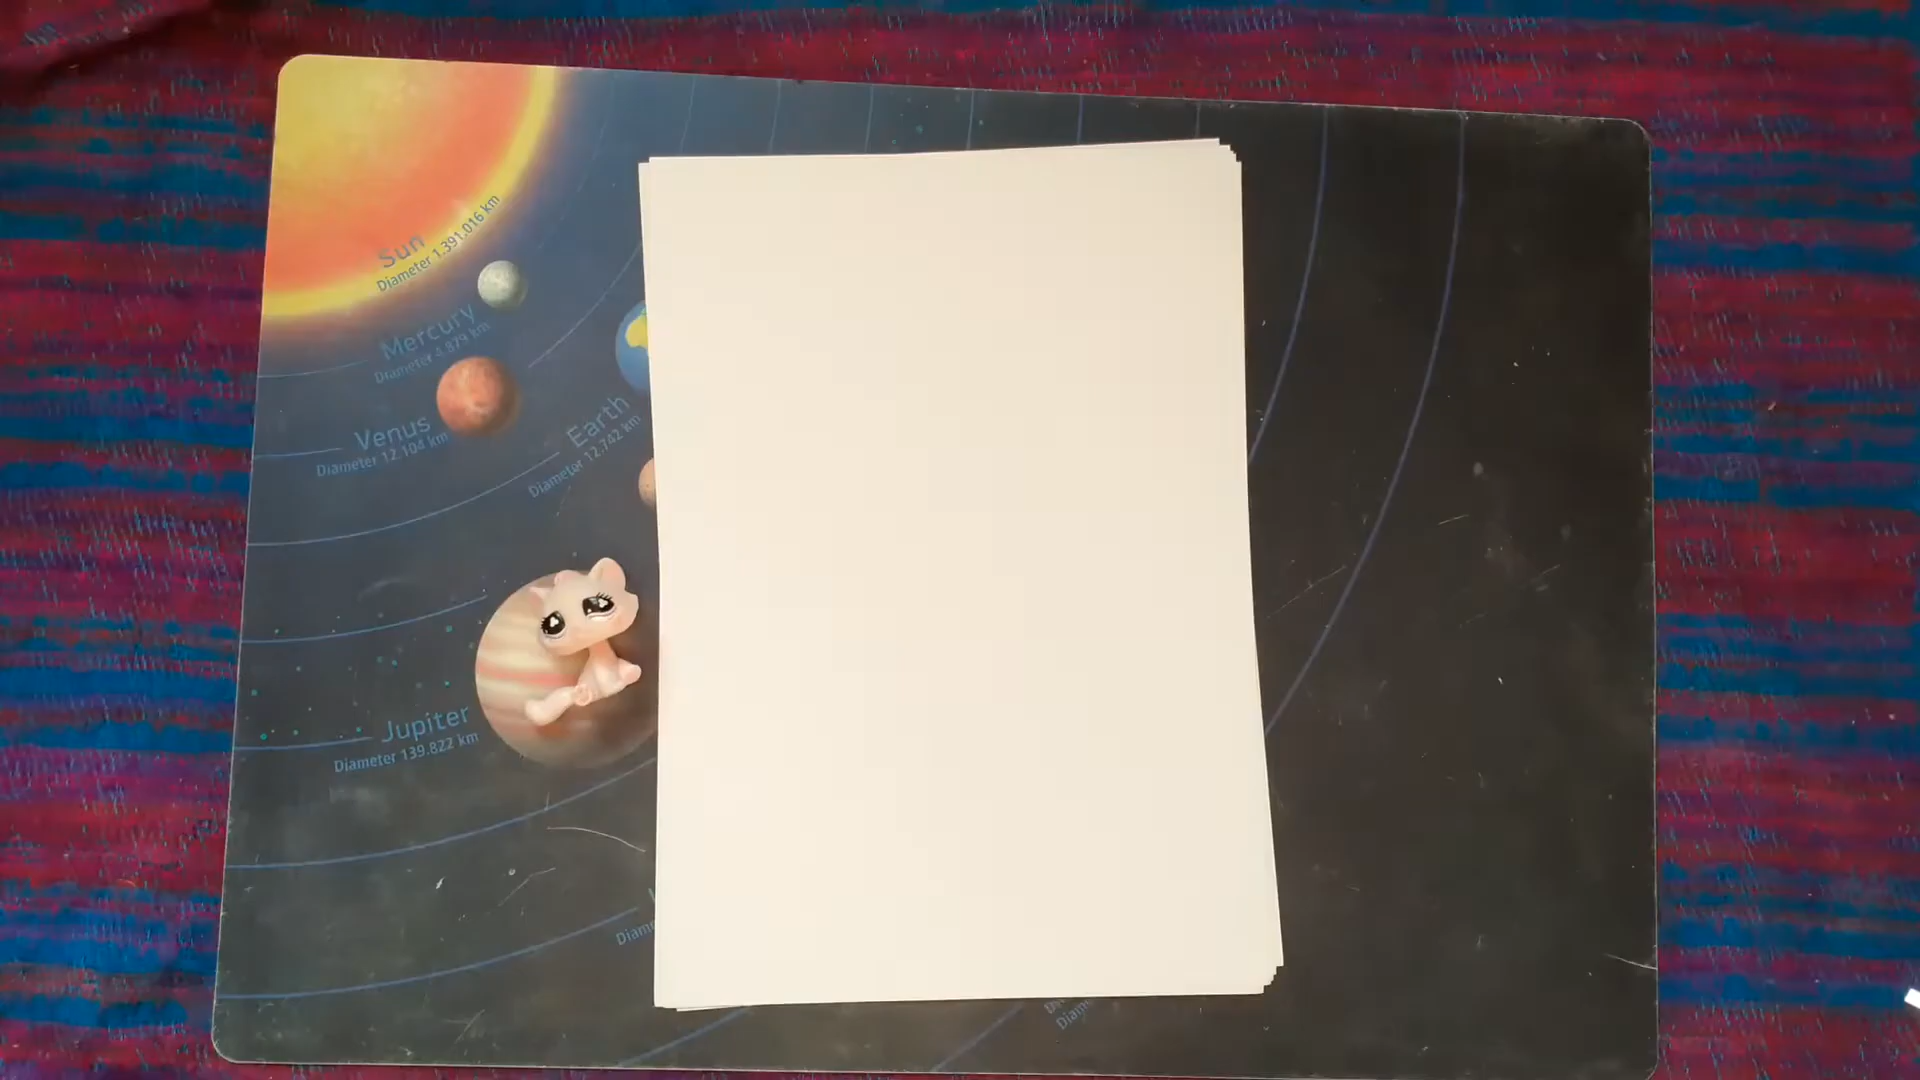 Sun
Diameter 1.391.016 km
Mercury
Diameter 4.879 km
Venus
Diameter 12.104 km
Earth
Diameter 12.742 km
Jupiter
Diameter 139.822 km